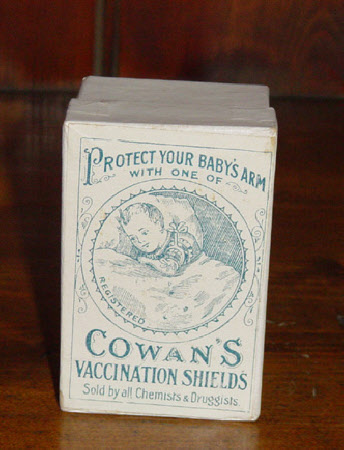 PROTECT YOUR BABY'S ARM
WITH ONE OF
REGISTERED
COWAN'S
VACCINATION SHIELDS
Sold by all Chemists & Druggists.